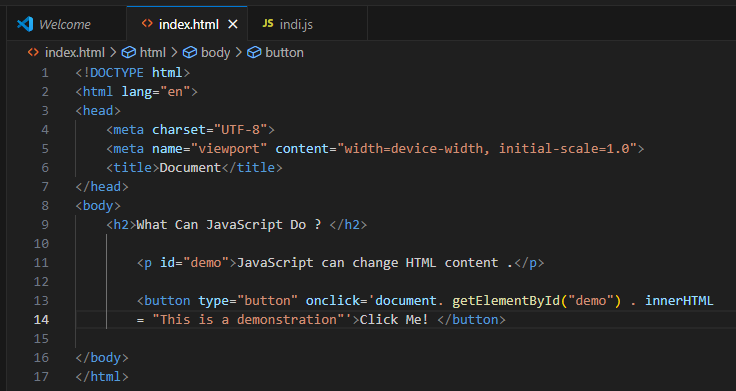 Welcome index.html × JS indi.js
index.html > html > body > button
1 <!DOCTYPE html>
2 <html lang="en">
3 <head>
4 <meta charset="UTF-8">
5 <meta name="viewport" content="width=device-width, initial-scale=1.0">
6 <title>Document</title>
7 </head>
8 <body>
9 <h2>What Can JavaScript Do ? </h2>
10
11 <p id="demo">JavaScript can change HTML content .</p>
12
13 <button type="button" onclick='document. getElementById("demo") . innerHTML
14 = "This is a demonstration"'>Click Me! </button>
15
16 </body>
17 </html>